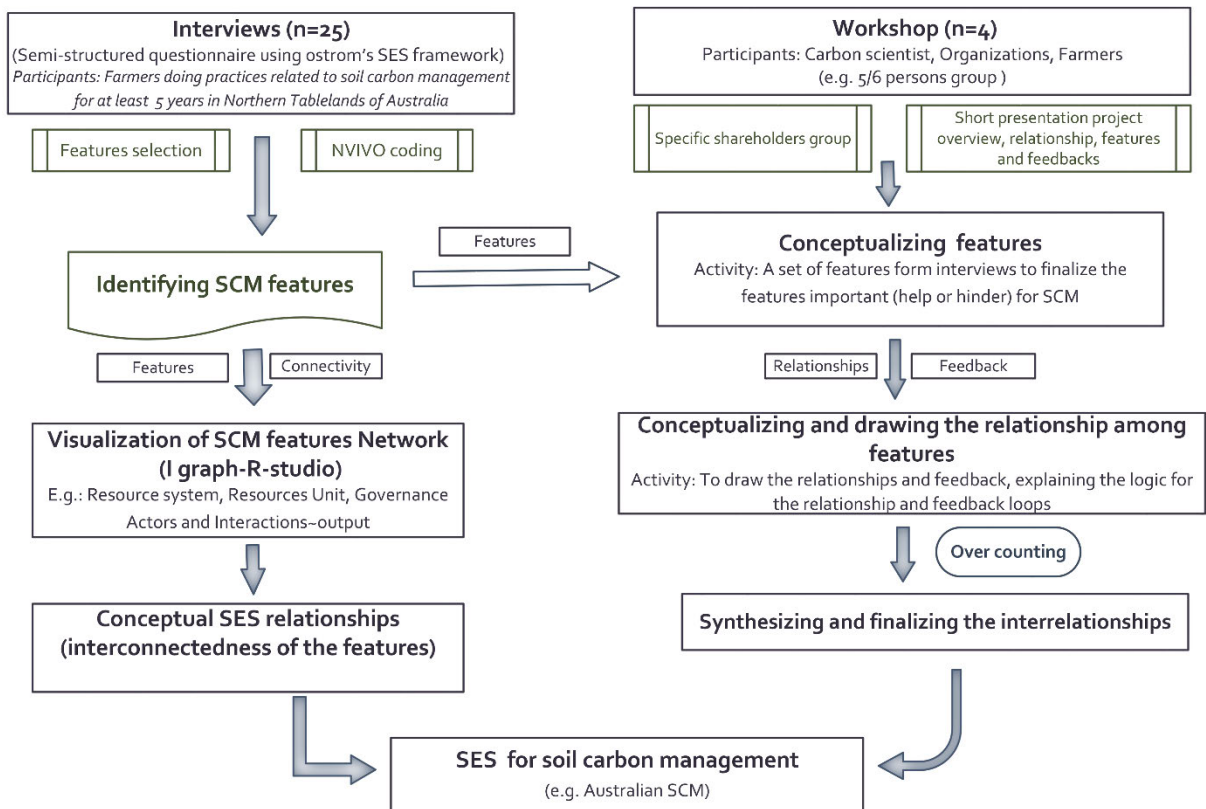 Interviews (n=25)
(Semi-structured questionnaire using ostrom's SES framework)
Participants: Farmers doing practices related to soil carbon management
for at least 5 years in Northern Tablelands of Australia
Features selection
NVIVO coding
Identifying SCM features
Features
Connectivity
Visualization of SCM features Network
(I graph-R-studio)
E.g.: Resource system, Resources Unit, Governance
Actors and Interactions–output
Conceptual SES relationships
(interconnectedness of the features)
Features
Workshop (n=4)
Participants: Carbon scientist, Organizations, Farmers
(e.g. 5/6 persons group )
Specific shareholders group
Short presentation project
overview, relationship, features
and feedbacks
Conceptualizing features
Activity: A set of features form interviews to finalize the
features important (help or hinder) for SCM
Relationships
Feedback
Conceptualizing and drawing the relationship among
features
Activity: To draw the relationships and feedback, explaining the logic for
the relationship and feedback loops
Over counting
Synthesizing and finalizing the interrelationships
SES for soil carbon management
(e.g. Australian SCM)